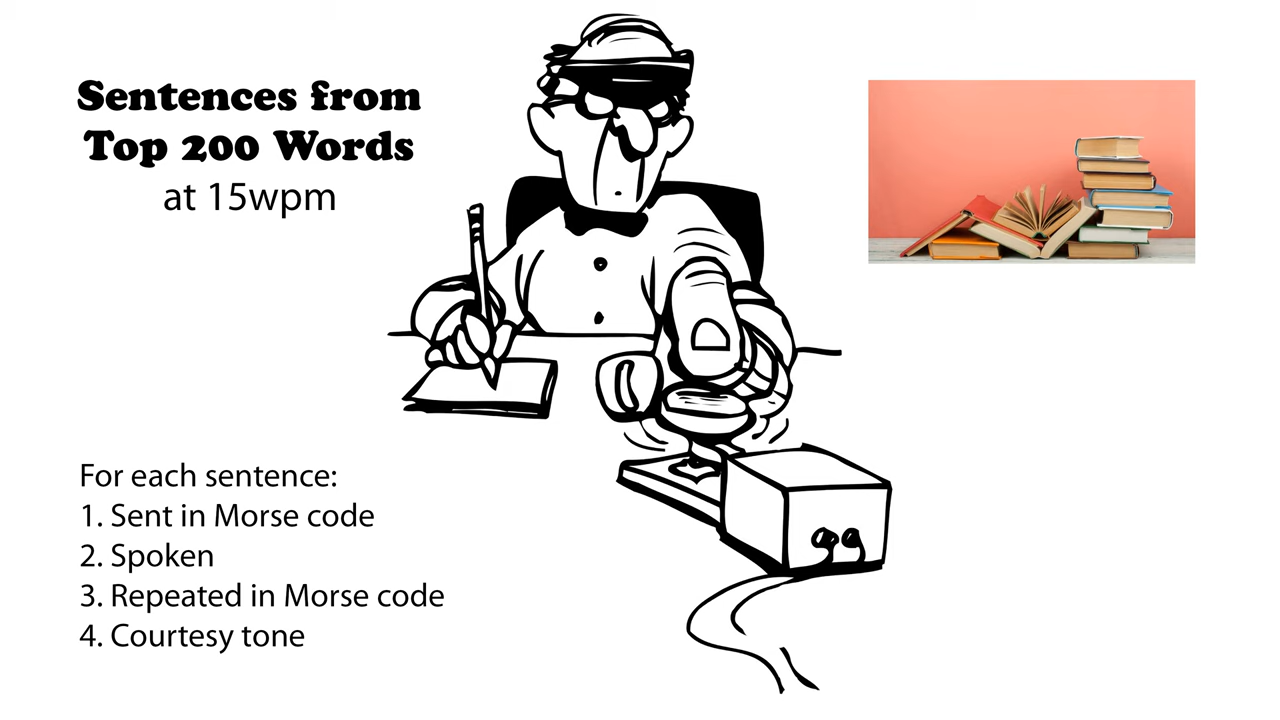 Sentences from
Top 200 Words
at 15wpm
For each sentence:
1. Sent in Morse code
2. Spoken
3. Repeated in Morse code
4. Courtesy tone